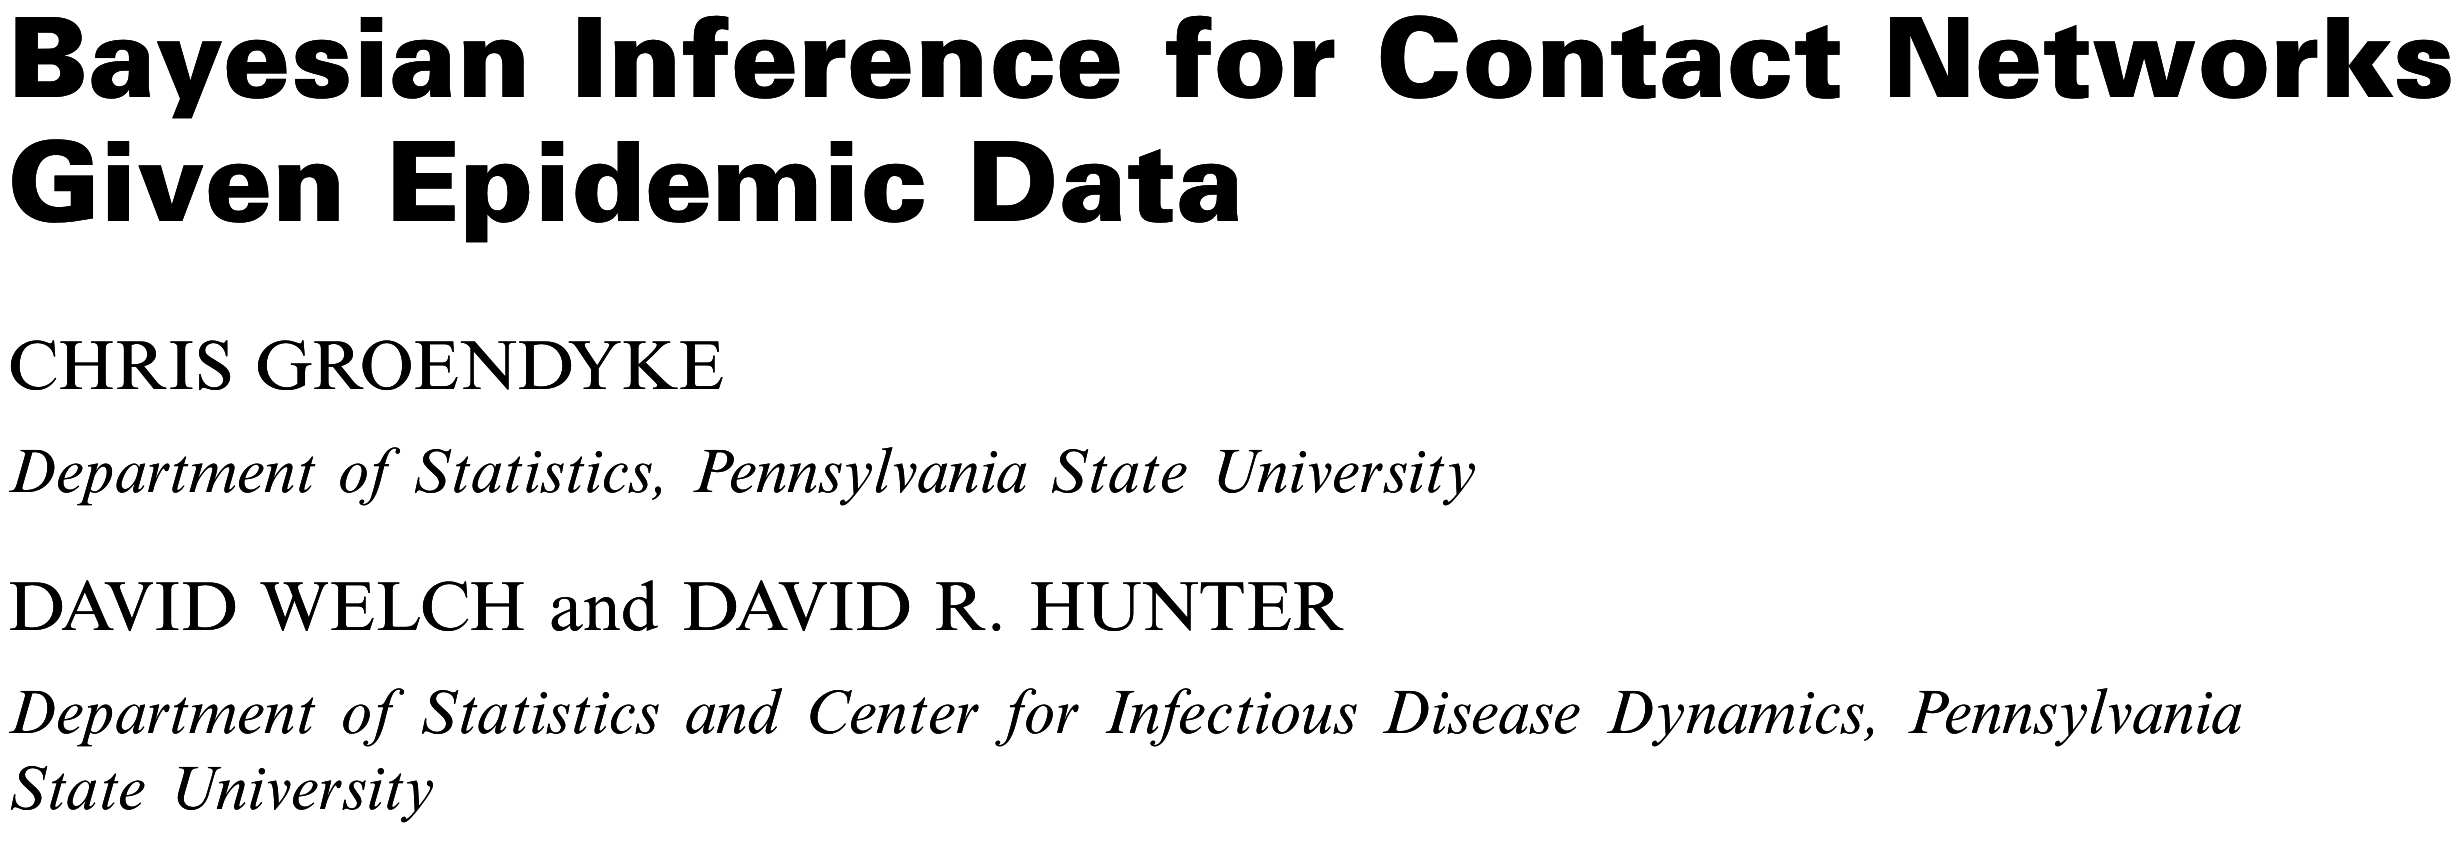 Bayesian Inference for Contact Networks
Given Epidemic Data
CHRIS GROENDYKE
Department of Statistics, Pennsylvania State University
DAVID WELCH and DAVID R. HUNTER
Department of Statistics and Center for Infectious Disease Dynamics, Pennsylvania
State University